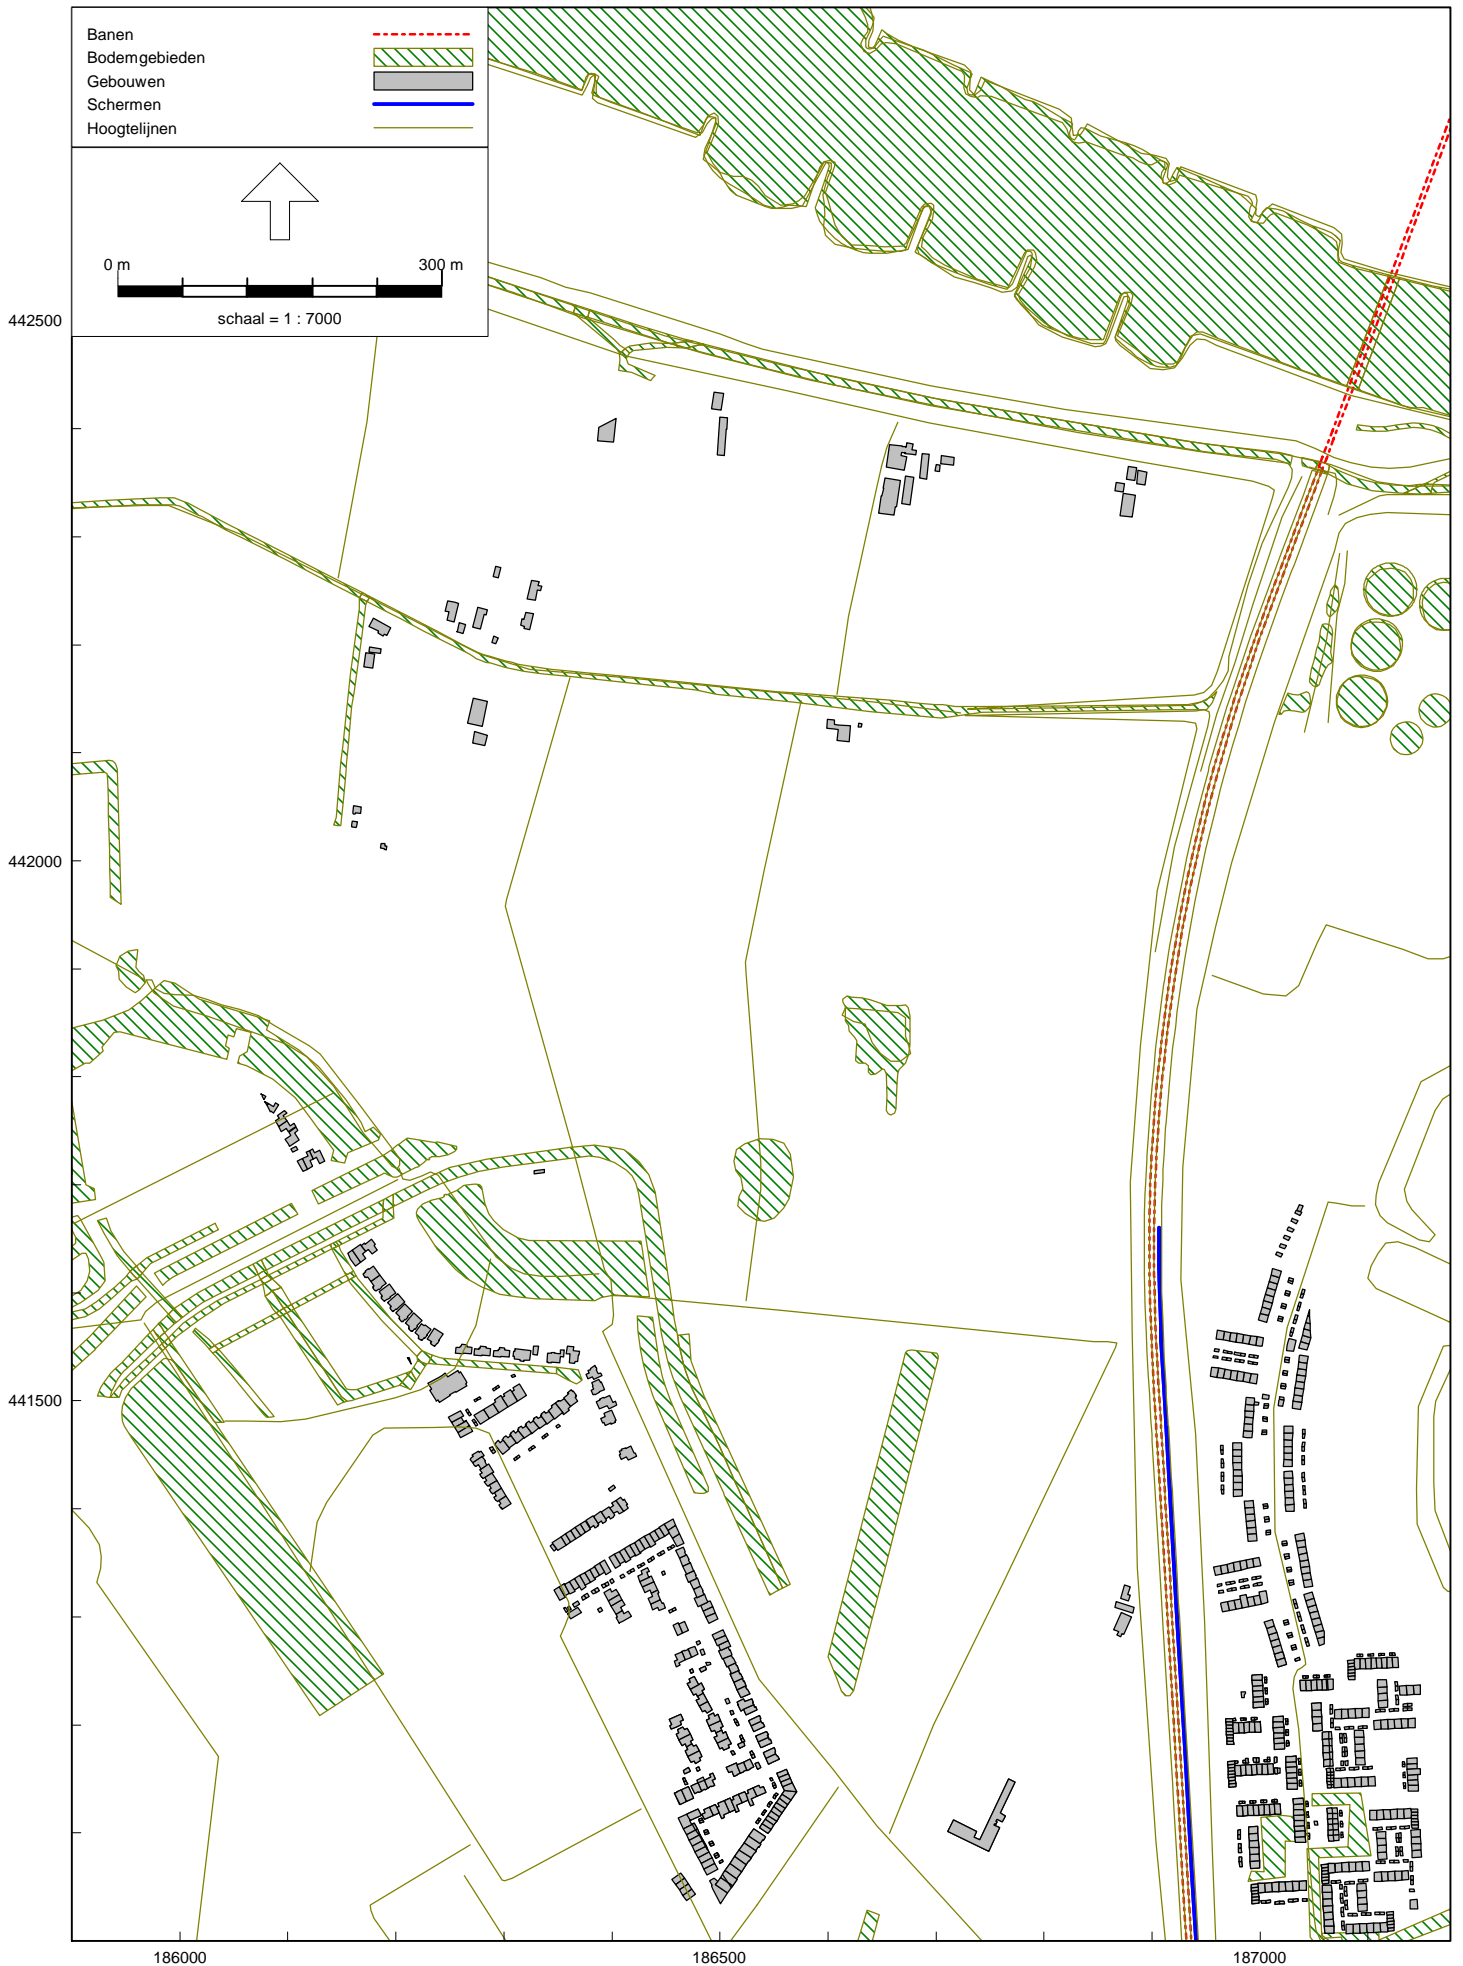 Banen
Bodemgebieden
Gebouwen
Schermen
Hoogtelijnen
0 m 300 m
schaal = 1 : 7000
442500
442000
441500
186000 186500 187000